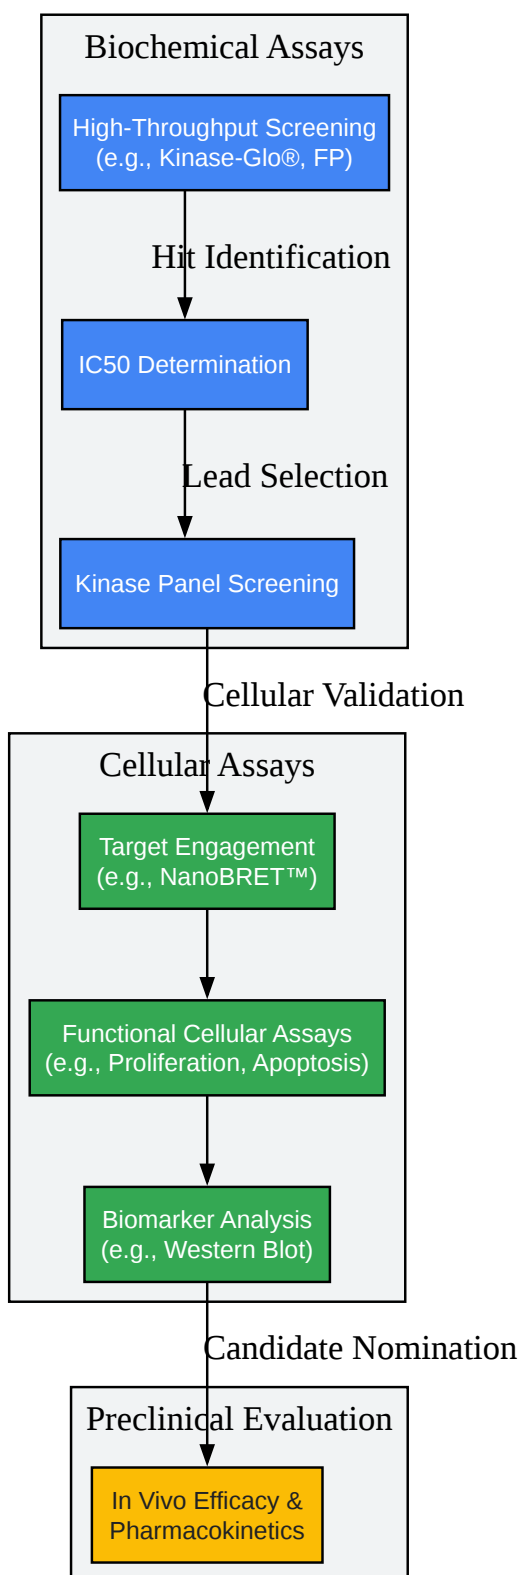 Biochemical Assays
High-Throughput Screening
(e.g., Kinase-Glo®, FP)
Hit Identification
IC50 Determination
Lead Selection
Kinase Panel Screening
Cellular Validation
Cellular Assays
Target Engagement
(e.g., NanoBRET™)
Functional Cellular Assays
(e.g., Proliferation, Apoptosis)
Biomarker Analysis
(e.g., Western Blot)
Candidate Nomination
Preclinical Evaluation
In Vivo Efficacy &
Pharmacokinetics